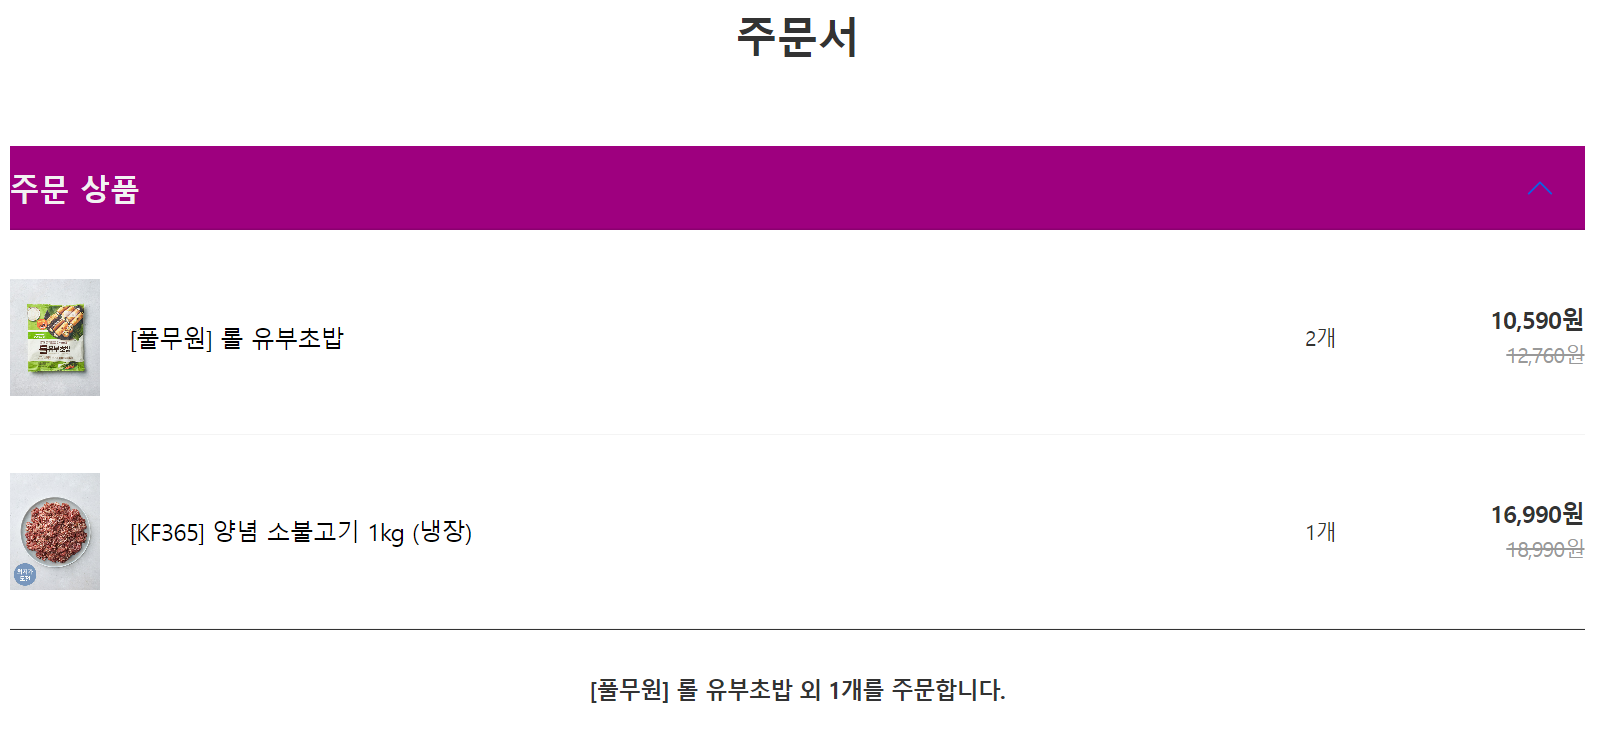 주문서
주문 상품
[풀무원] 롤 유부초밥
2개
10,590원
12,760원
[KF365] 양념 소불고기 1kg (냉장)
1개
16,990원
18,990원
[풀무원] 롤 유부초밥 외 1개를 주문합니다.